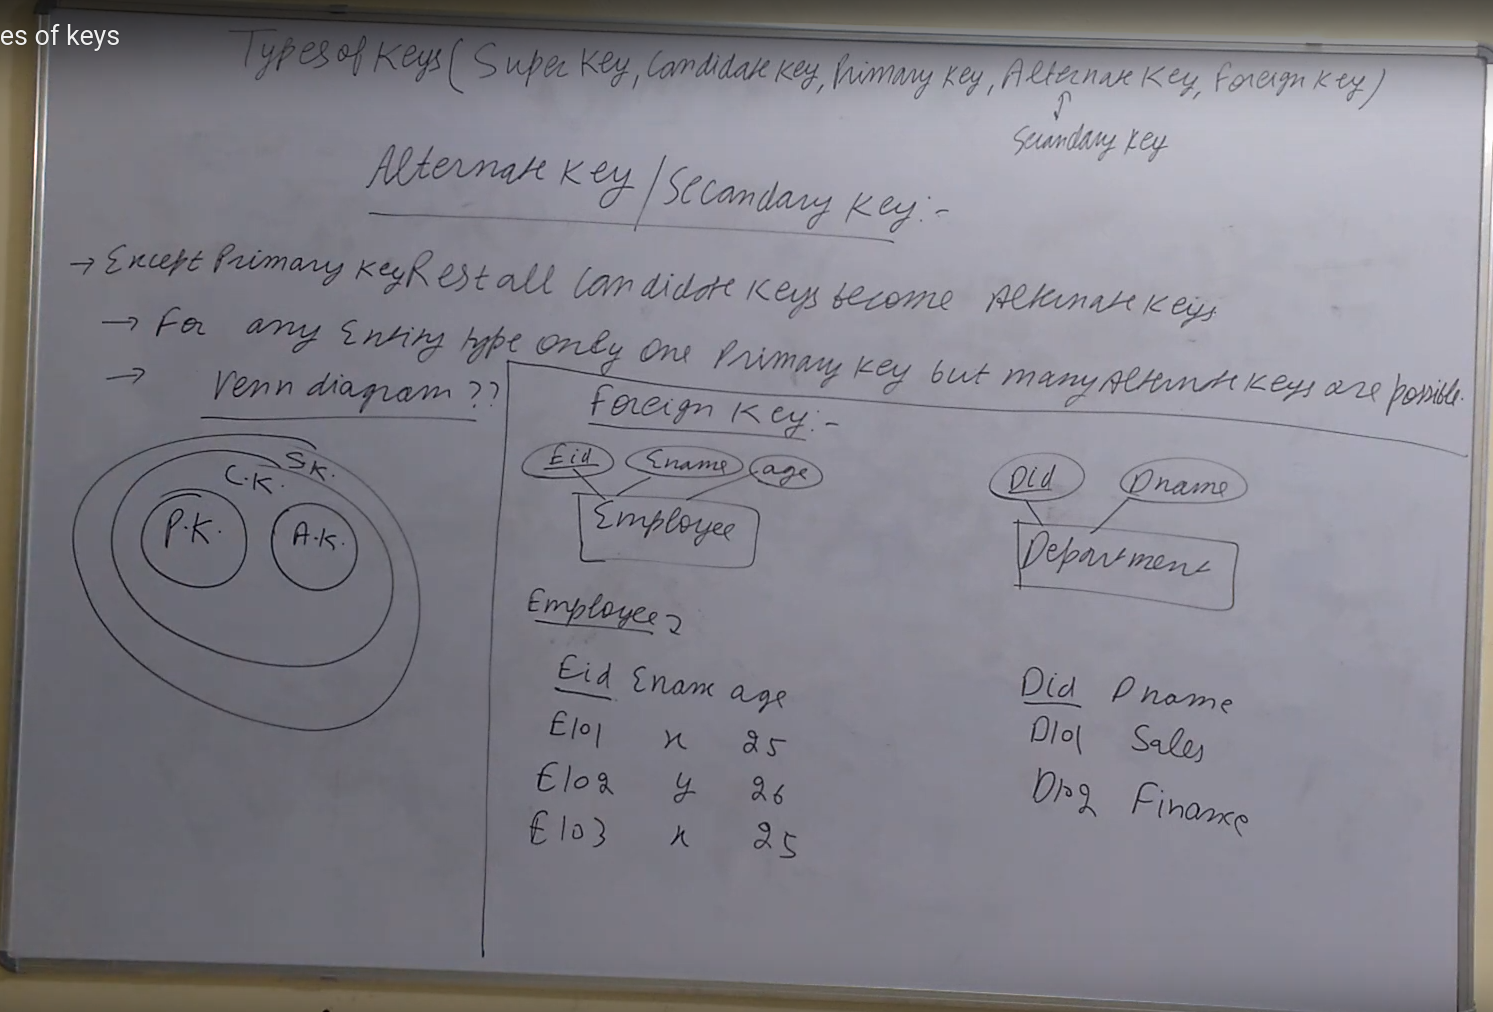 es of keys
Types of Keys ( Super Key, Candidate key, Primary key, Alternate Key, Foreign key )
↑
Secandary key
Alternate key / Secandary key :-
→ Except Primary key Rest all Candidate keys become Alternate keys
→ For any Entity type only one Primary key but many Alternate keys are possible.
→ Venn diagram ??
S.K.
C.K.
P.K. A.K.
Foreign Key :-
Eid Ename age
Employee
Did Dname
Department
Employee
Eid Ename age
E101 x 25
E102 y 26
E103 x 25
Did Dname
D101 Sales
D102 Finance